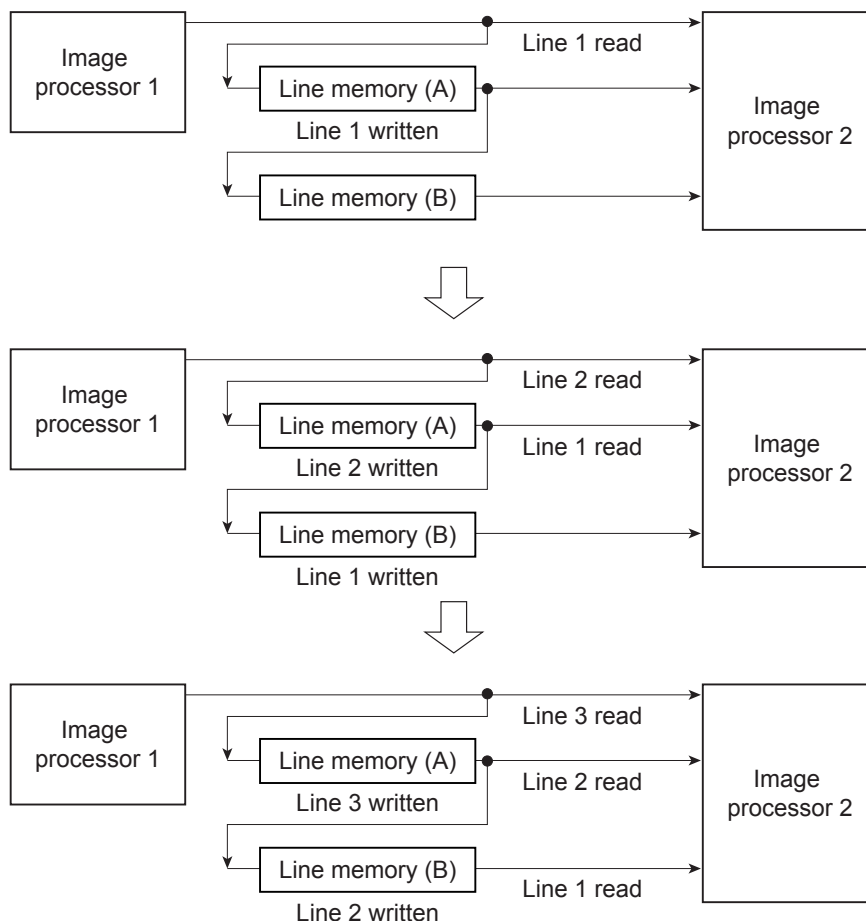 Image
processor 1
Line 1 read
Line memory (A)
Line 1 written
Line memory (B)
Image
processor 2
Image
processor 1
Line 2 read
Line memory (A)
Line 1 read
Line 2 written
Line memory (B)
Line 1 written
Image
processor 2
Image
processor 1
Line 3 read
Line memory (A)
Line 2 read
Line 3 written
Line memory (B)
Line 1 read
Line 2 written
Image
processor 2